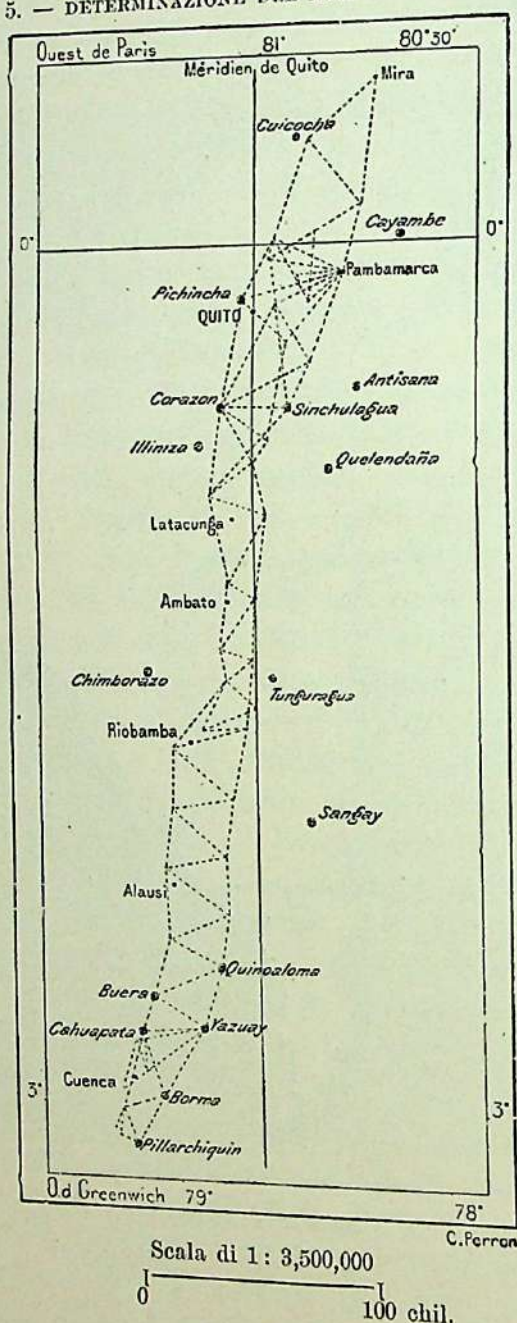 5. — DETERMINAZIONE
Ouest de Paris 81° 80°30'
Méridien de Quito
Mira
Cuicocha
Cayambe
0° 0°
Pambamarca
Pichincha
QUITO
Antisana
Corazon
Sinchulagua
Illiniza
Quelendaña
Latacunga
Ambato
Chimborazo
Tunguragua
Riobamba
Sangay
Alausi
Quinoaloma
Buera
Cahuapata
Yazuay
Cuenca
Borma
3° 3°
Pillarchiquin
O.d Greenwich 79° 78°
C.Perron
Scala di 1: 3,500,000
0 100 chil.